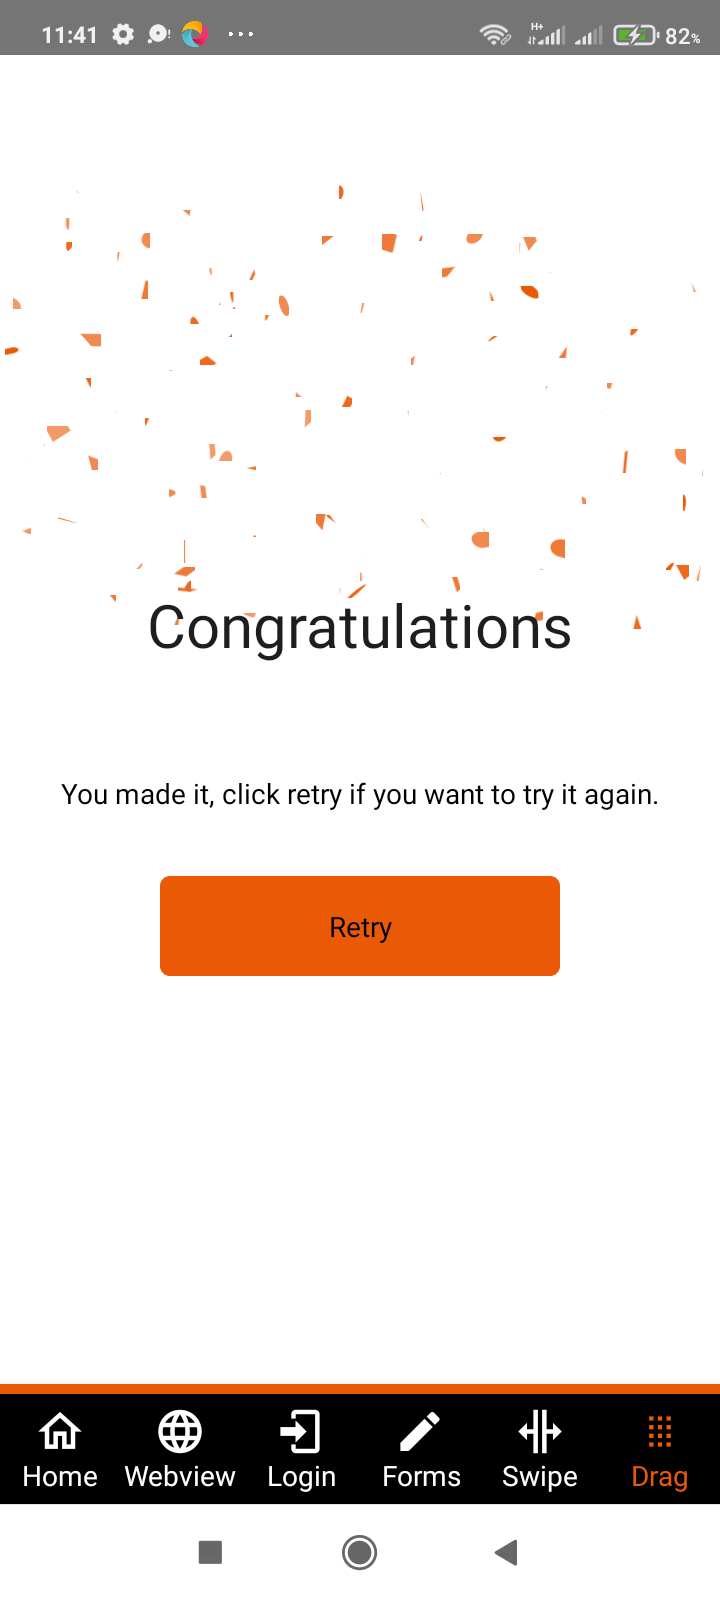 11:41
H+
82%
Congratulations
You made it, click retry if you want to try it again.
Retry
Home Webview Login Forms Swipe Drag